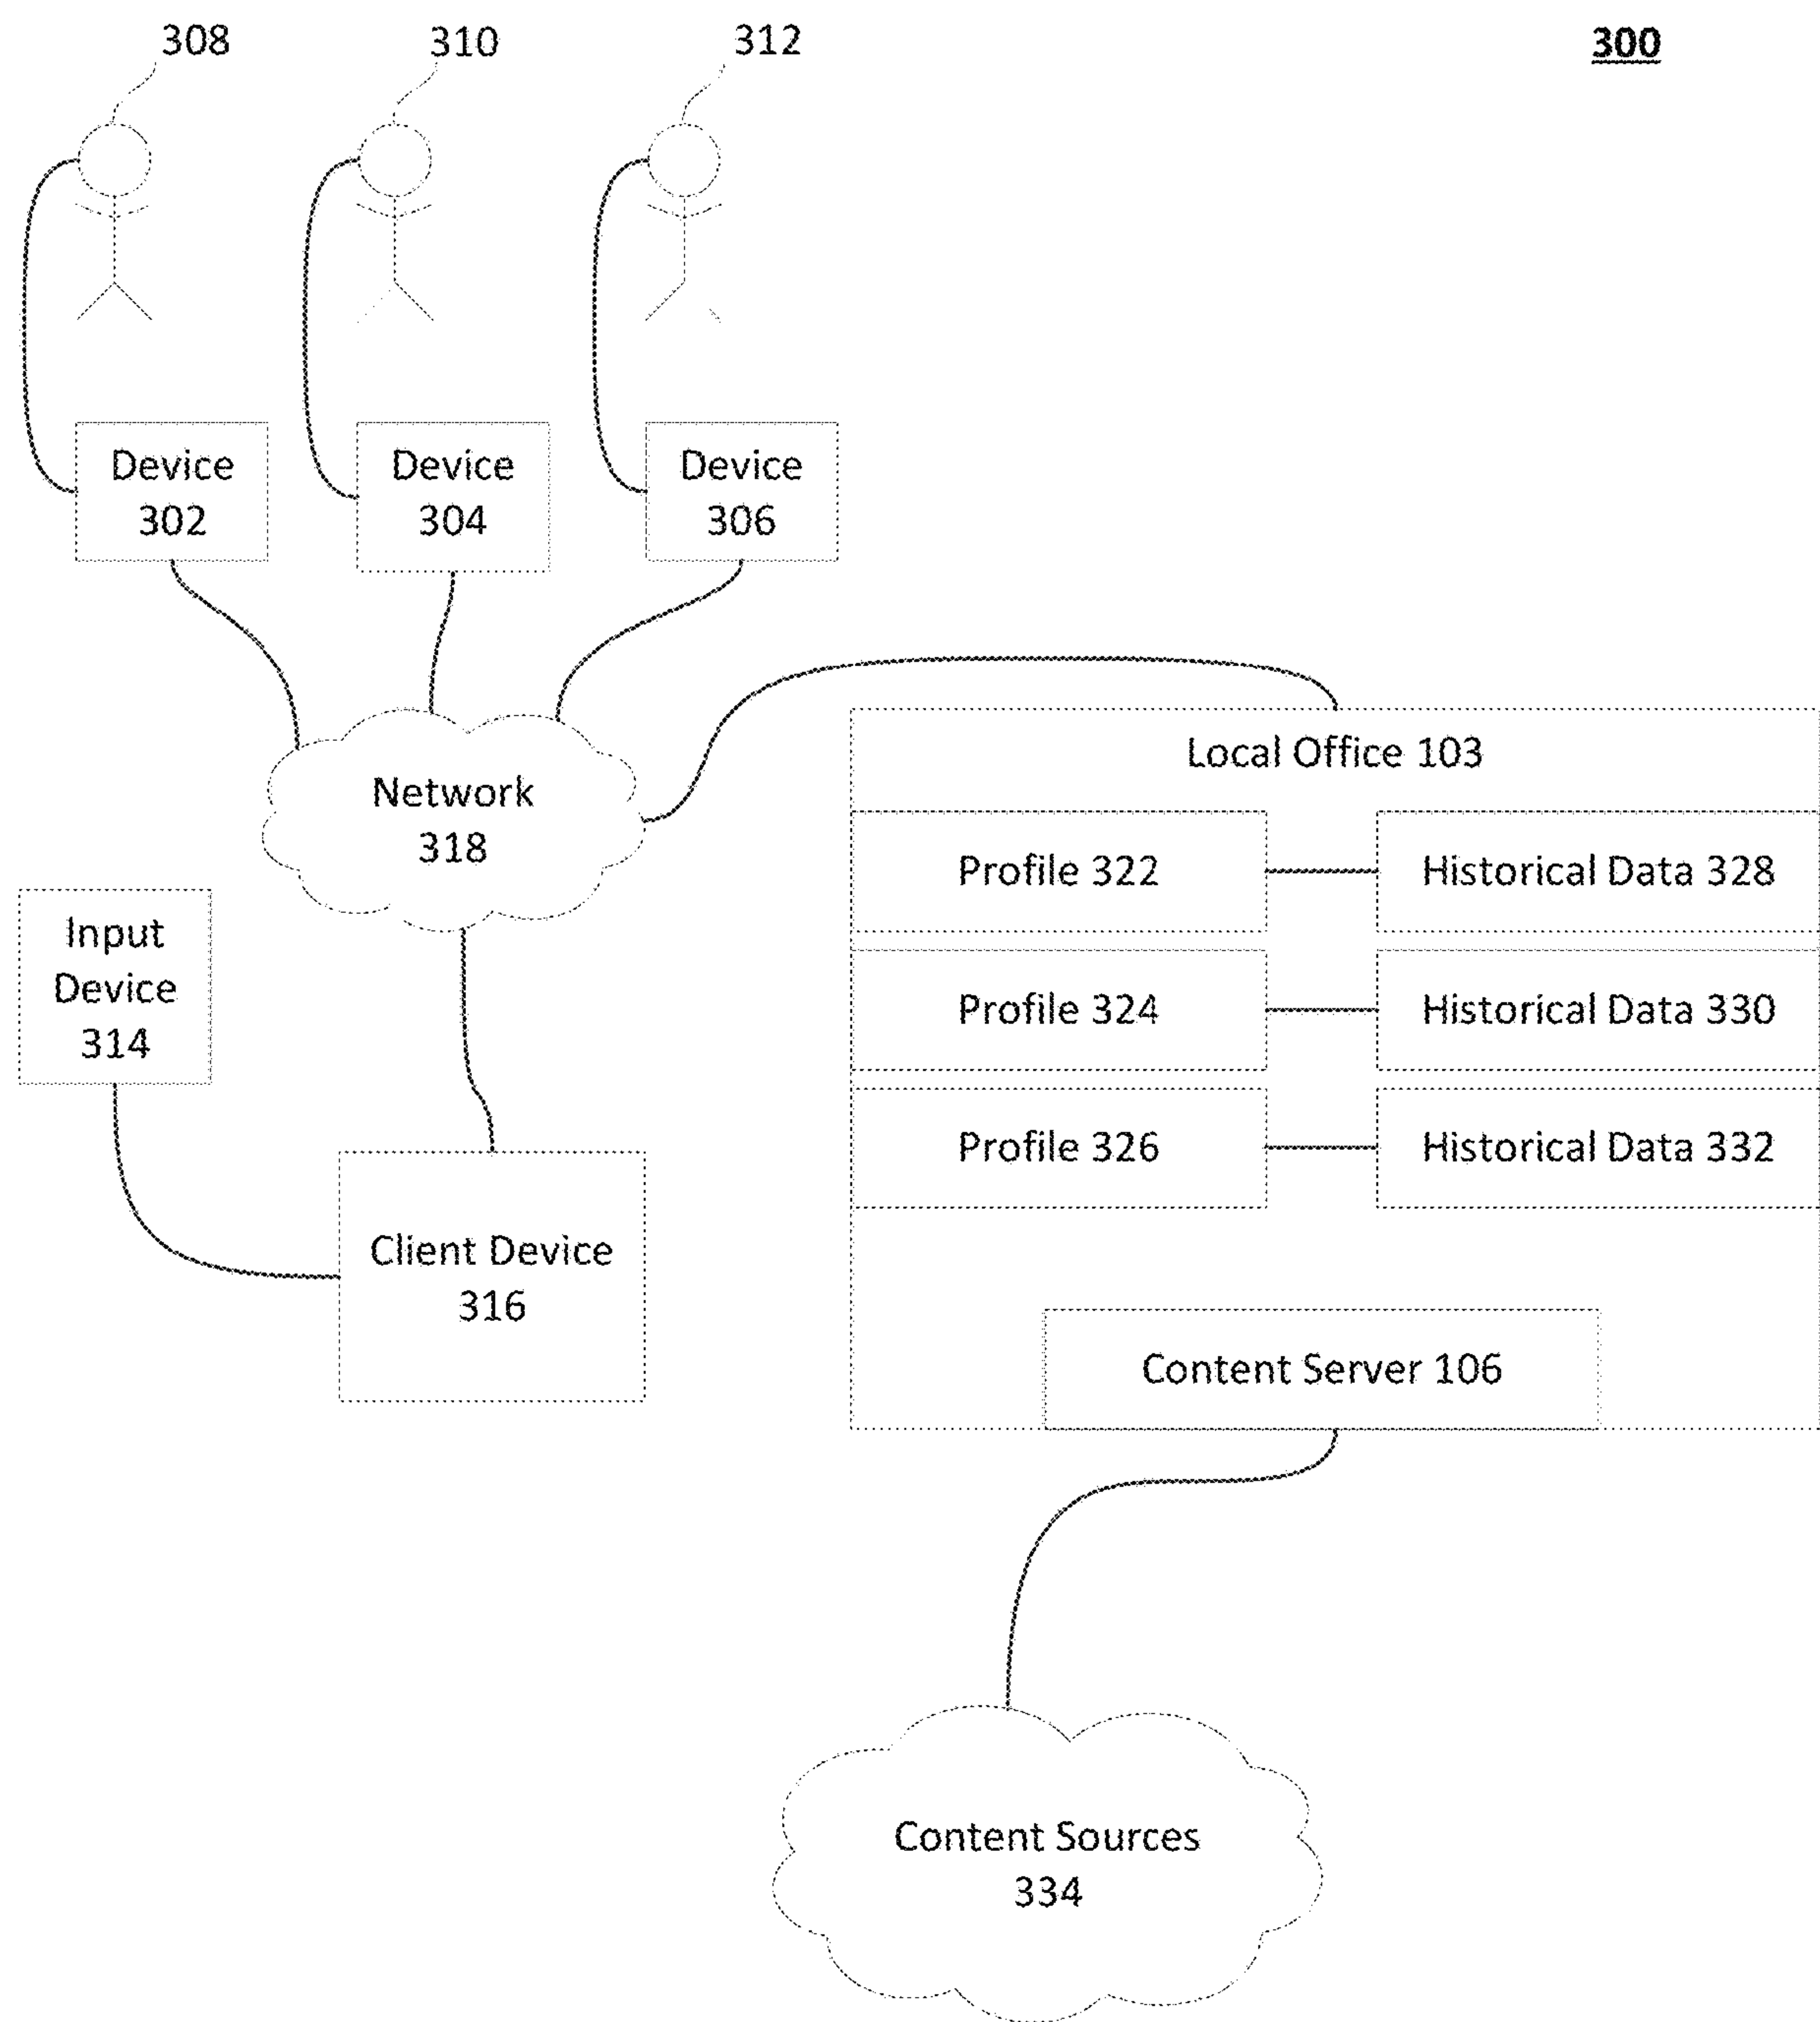 308
310
312
300
Device
302
Device
304
Device
306
Network
318
Local Office 103
Profile 322
Historical Data 328
Profile 324
Historical Data 330
Profile 326
Historical Data 332
Input
Device
314
Client Device
316
Content Server 106
Content Sources
334